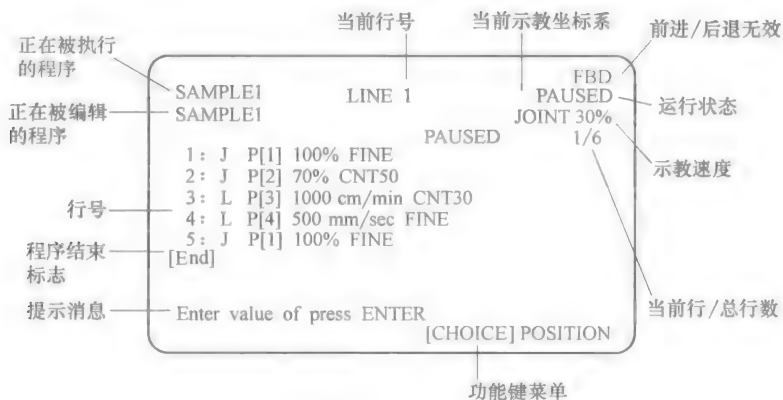 当前行号
当前示教坐标系
前进/后退无效
正在被执行
的程序
FBD
SAMPLE1
LINE 1
PAUSED
运行状态
正在被编辑
的程序
SAMPLE1
JOINT 30%
PAUSED
1/6
示教速度
1: J P[1] 100% FINE
2: J P[2] 70% CNT50
行号
3: L P[3] 1000 cm/min CNT30
4: L P[4] 500 mm/sec FINE
5: J P[1] 100% FINE
程序结束
标志
[End]
提示消息
Enter value of press ENTER
当前行/总行数
[CHOICE] POSITION
功能键菜单